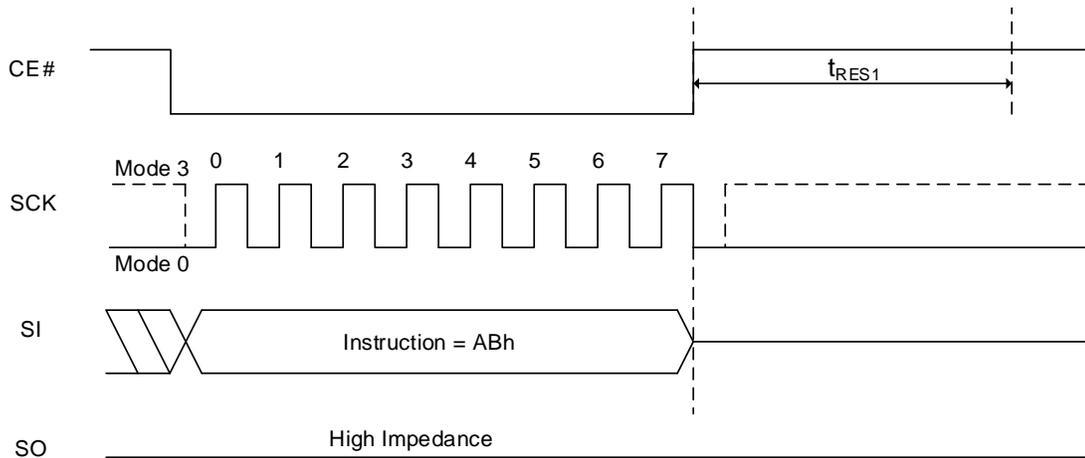 CE#
tRES1
Mode 3
0 1 2 3 4 5 6 7
SCK
Mode 0
SI
Instruction = ABh
High Impedance
SO